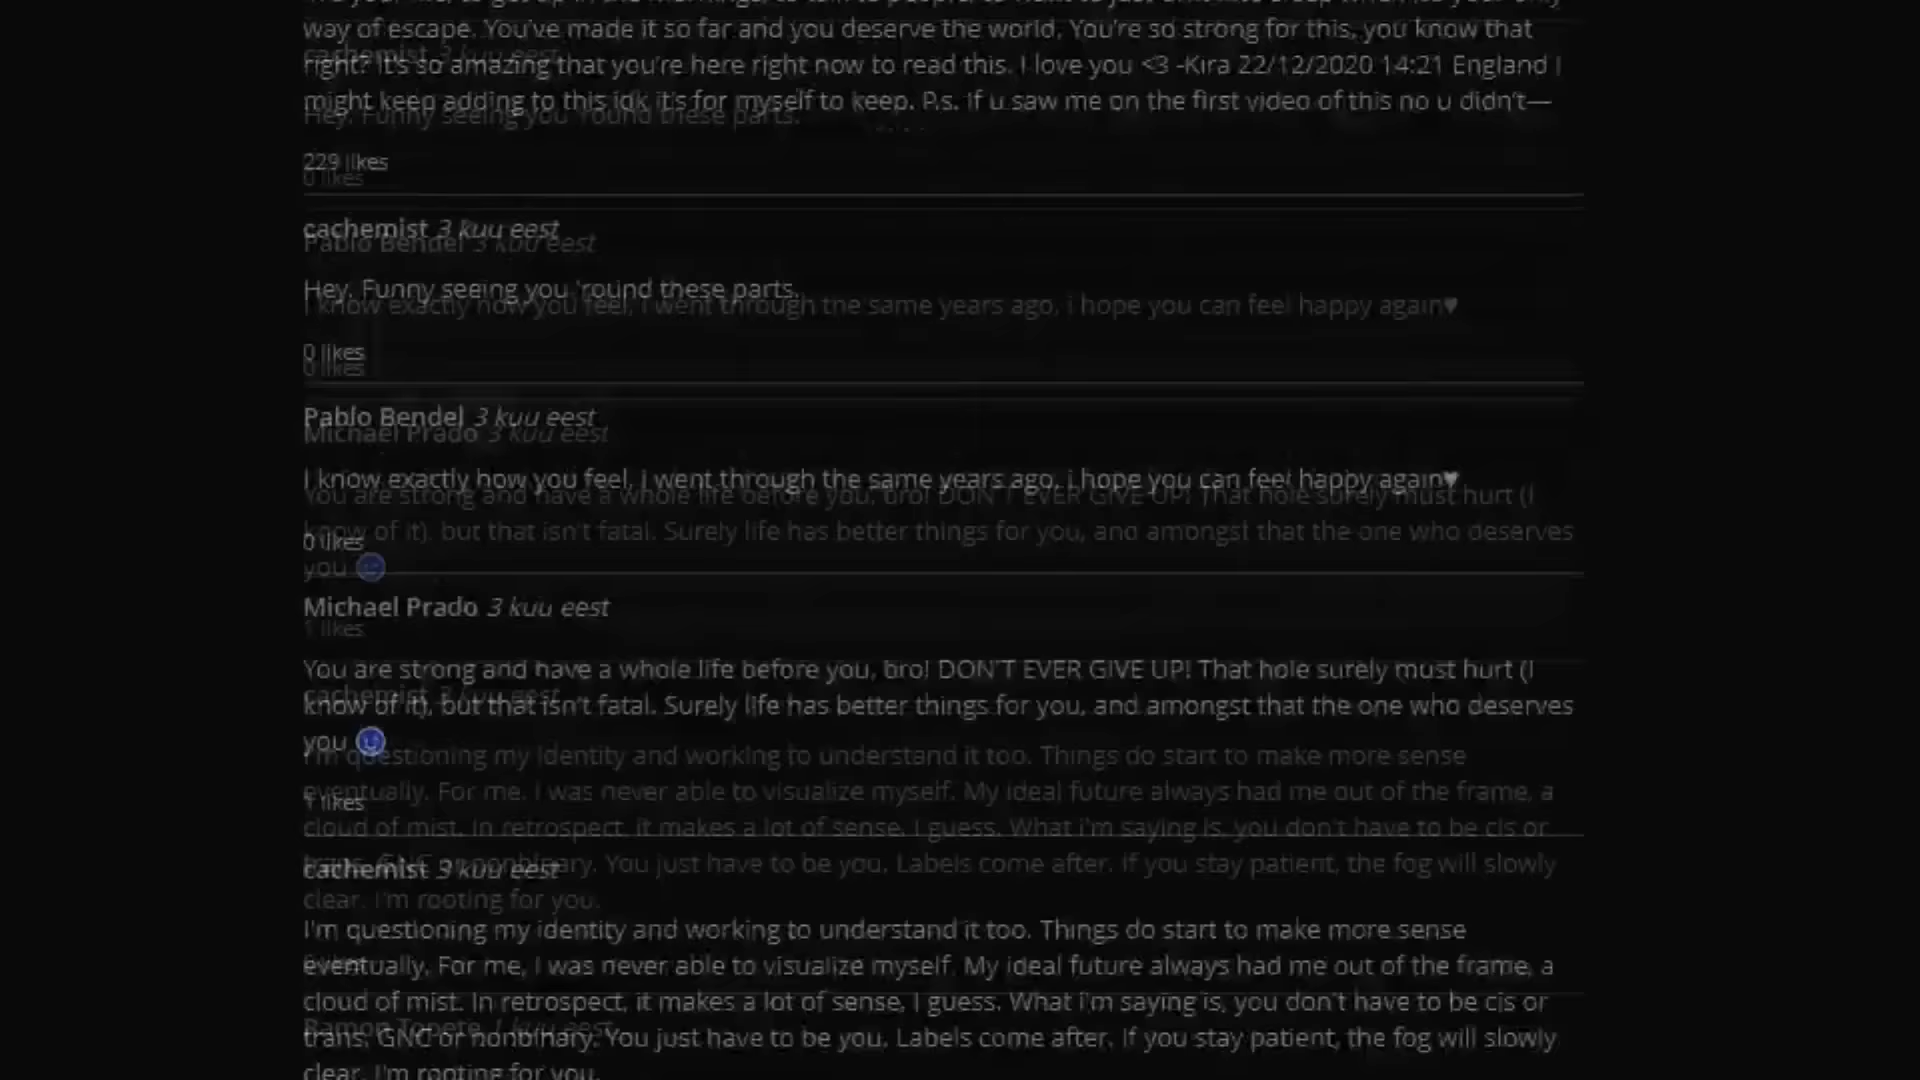 way of escape. You've made it so far and you deserve the world. You're so strong for this, you know that
right? It's so amazing that you're here right now to read this. I love you <3 -Kira 22/12/2020 14:21 England I
might keep adding to this idk it's for myself to keep. P.s. If u saw me on the first video of this no u didn't—
229 likes
cachemist 3 kuu eest
Hey. Funny seeing you 'round these parts.
0 likes
Pablo Bendel 3 kuu eest
I know exactly how you feel, I went through the same years ago, i hope you can feel happy again♥
0 likes
Michael Prado 3 kuu eest
You are strong and have a whole life before you, bro! DON'T EVER GIVE UP! That hole surely must hurt (I
know of it), but that isn't fatal. Surely life has better things for you, and amongst that the one who deserves
you
1 likes
cachemist 3 kuu eest
I'm questioning my identity and working to understand it too. Things do start to make more sense
eventually. For me, I was never able to visualize myself. My ideal future always had me out of the frame, a
cloud of mist. In retrospect, it makes a lot of sense, I guess. What i'm saying is, you don't have to be cis or
trans, GNC or nonbinary. You just have to be you. Labels come after. If you stay patient, the fog will slowly
clear. I'm rooting for you.